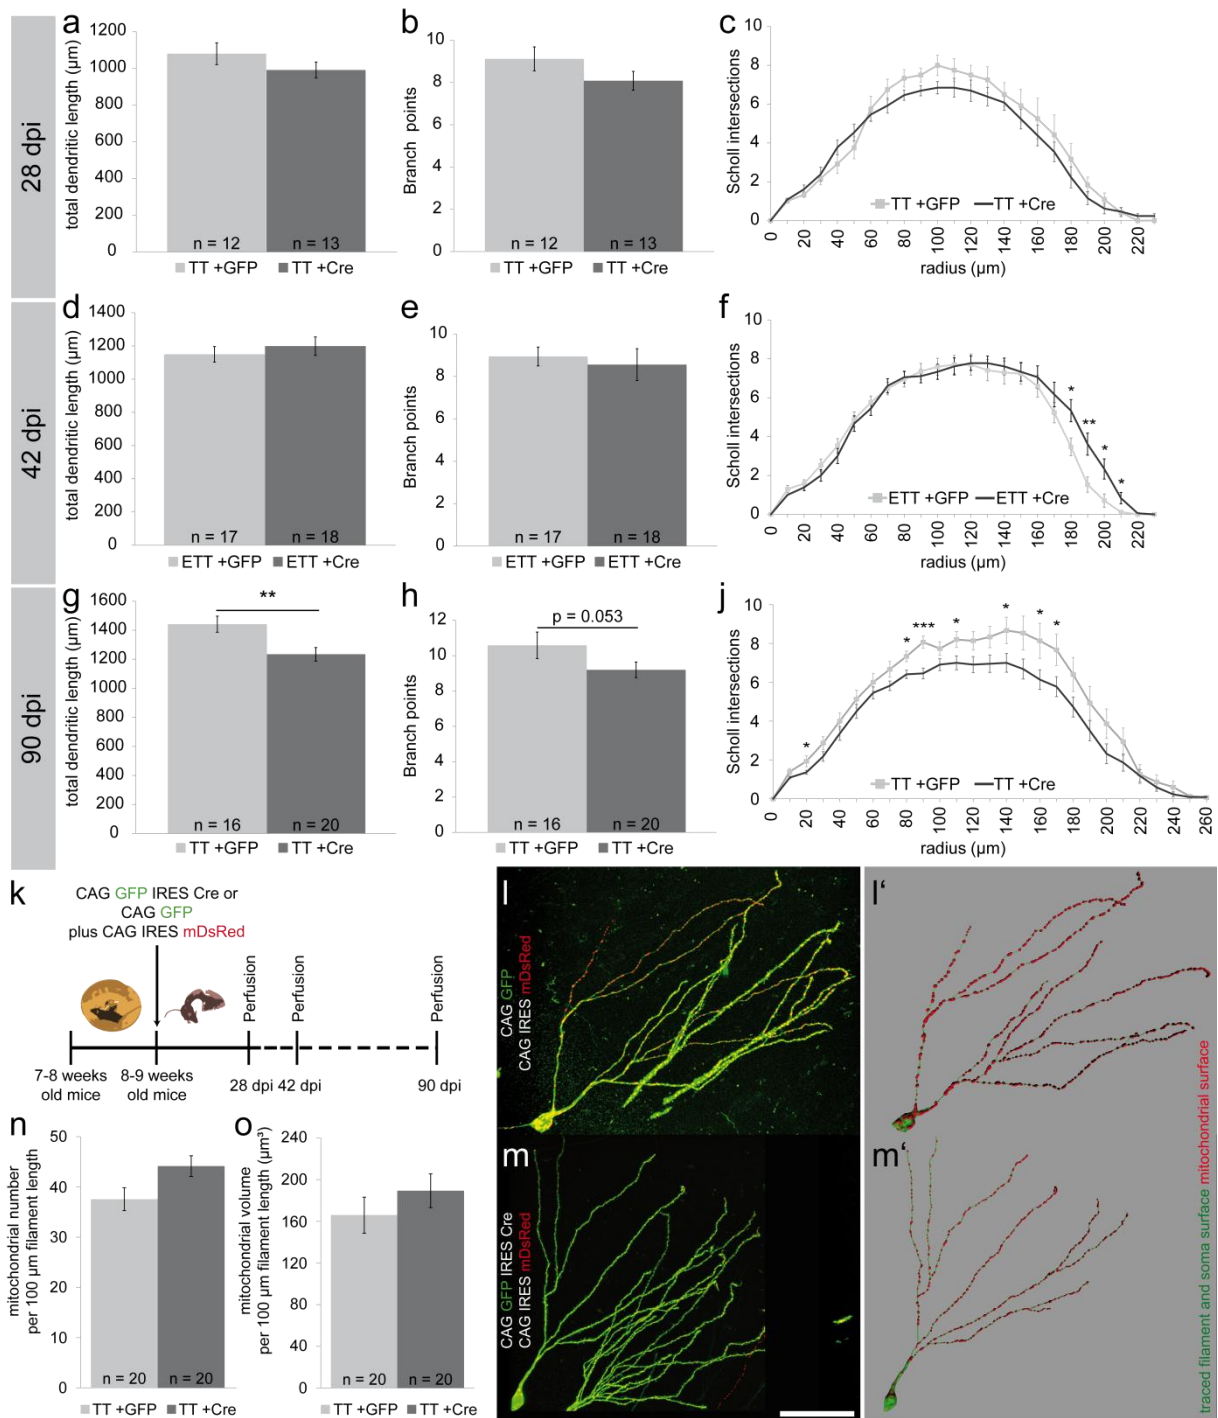 28 dpi
a
total dendritic length (µm)
1200
1000
800
600
400
200
0
n = 12
n = 13
TT +GFP
TT +Cre
b
Branch points
10
8
6
4
2
0
n = 12
n = 13
TT +GFP
TT +Cre
c
Scholl intersections
10
8
6
4
2
0
TT +GFP
TT +Cre
0
20
40
60
80
100
120
140
160
180
200
220
radius (µm)
42 dpi
d
total dendritic length (µm)
1400
1200
1000
800
600
400
200
0
n = 17
n = 18
ETT +GFP
ETT +Cre
e
Branch points
10
8
6
4
2
0
n = 17
n = 18
ETT +GFP
ETT +Cre
f
Scholl intersections
10
8
6
4
2
0
*
**
*
*
ETT +GFP
ETT +Cre
0
20
40
60
80
100
120
140
160
180
200
220
radius (µm)
90 dpi
g
total dendritic length (µm)
1600
1400
1200
1000
800
600
400
200
0
**
n = 16
n = 20
TT +GFP
TT +Cre
h
Branch points
12
10
8
6
4
2
0
p = 0.053
n = 16
n = 20
TT +GFP
TT +Cre
j
Scholl intersections
10
8
6
4
2
0
*
*
***
*
*
*
*
TT +GFP
TT +Cre
0
20
40
60
80
100
120
140
160
180
200
220
240
260
radius (µm)
k
CAG GFP IRES Cre or
CAG GFP
plus CAG IRES mDsRed
Perfusion
Perfusion
Perfusion
7-8 weeks
old mice
8-9 weeks
old mice
28 dpi
42 dpi
90 dpi
l
CAG GFP
CAG IRES mDsRed
l'
m
CAG GFP IRES Cre
CAG IRES mDsRed
m'
traced filament and soma surface mitochondrial surface
n
mitochondrial number
per 100 µm filament length
50
40
30
20
10
0
n = 20
n = 20
TT +GFP
TT +Cre
o
mitochondrial volume
per 100 µm filament length (µm³)
240
200
160
120
80
40
0
n = 20
n = 20
TT +GFP
TT +Cre